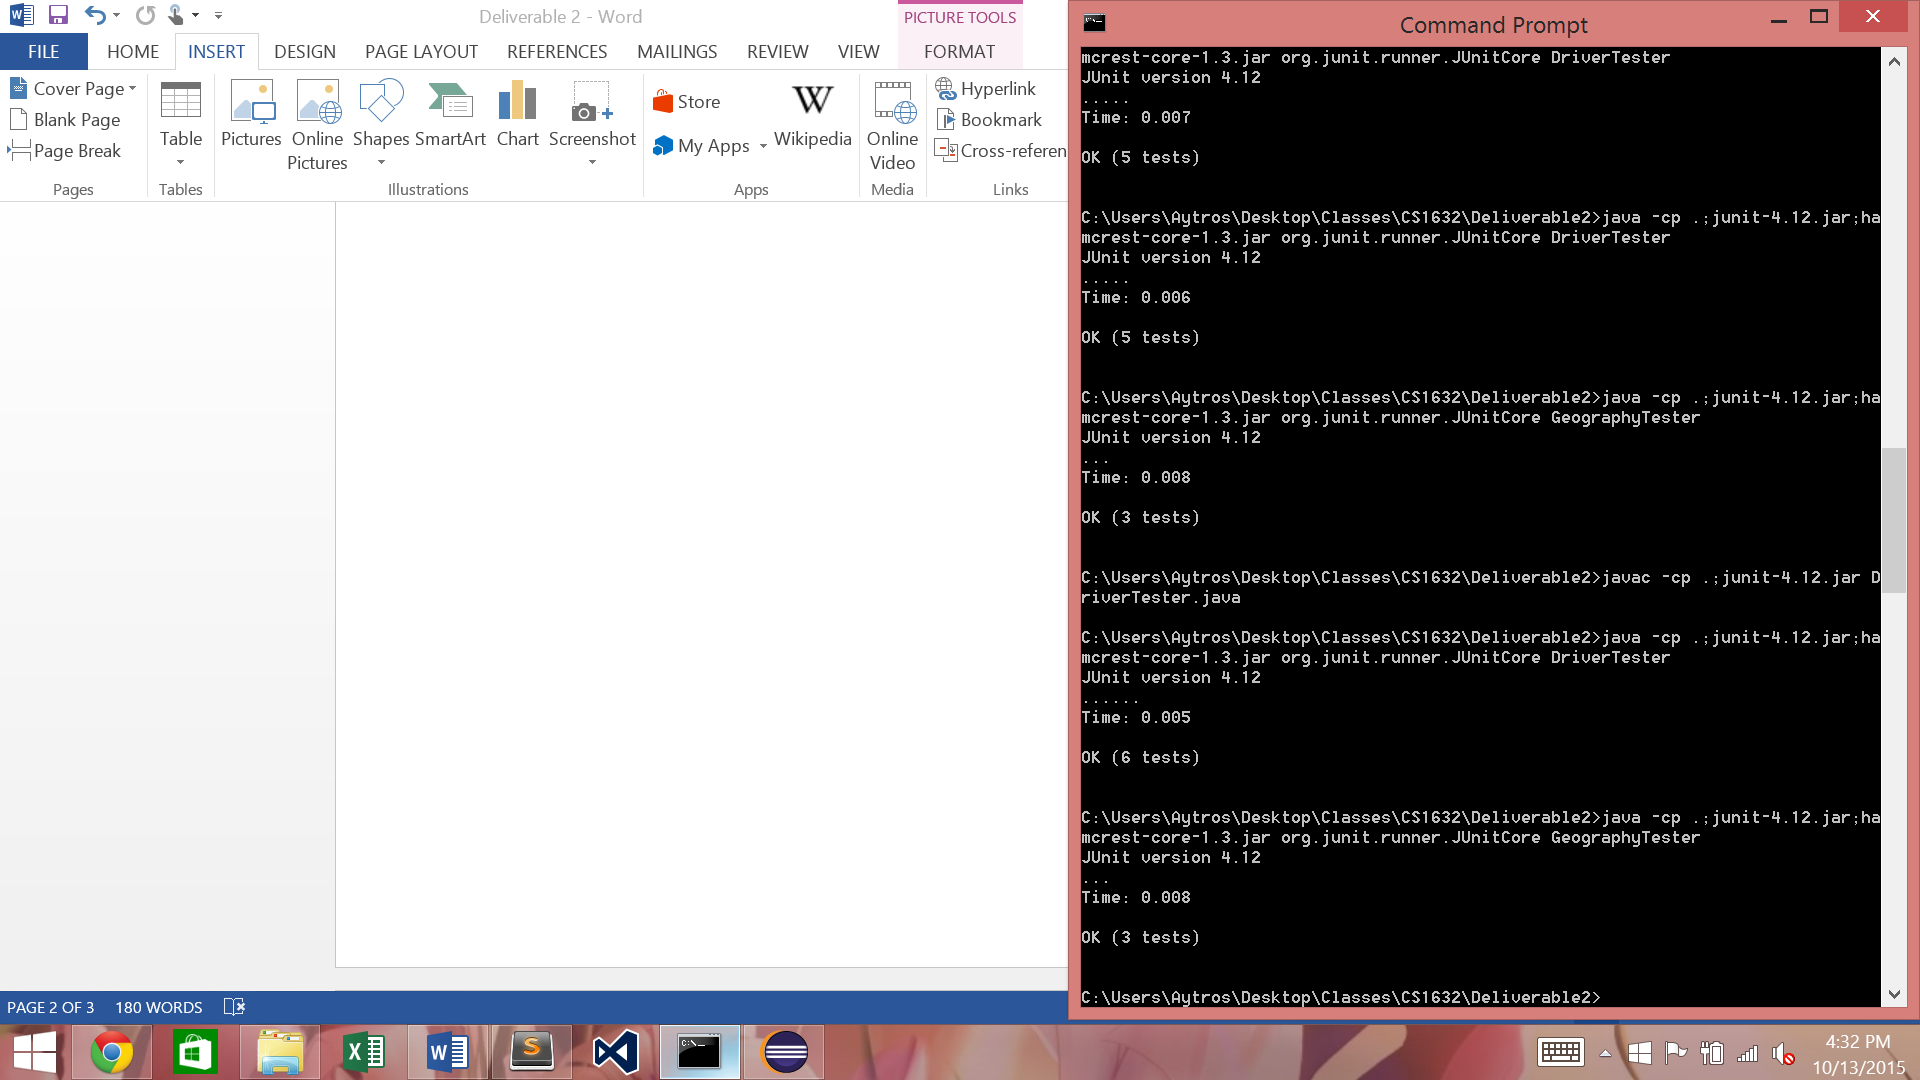 Deliverable 2 - Word
PICTURE TOOLS
FILE HOME INSERT DESIGN PAGE LAYOUT REFERENCES MAILINGS REVIEW VIEW FORMAT
Cover Page
Blank Page
Page Break
Pages
Table
Tables
Pictures
Online Pictures
Shapes
SmartArt
Chart
Screenshot
Illustrations
Store
My Apps
W
Wikipedia
Apps
Online Video
Media
Hyperlink
Bookmark
Cross-referen
Links
Command Prompt
mcrest-core-1.3.jar org.junit.runner.JUnitCore DriverTester
JUnit version 4.12
.....
Time: 0.007
OK (5 tests)
C:\Users\Aytros\Desktop\Classes\CS1632\Deliverable2>java -cp .;junit-4.12.jar;ha
mcrest-core-1.3.jar org.junit.runner.JUnitCore DriverTester
JUnit version 4.12
.....
Time: 0.006
OK (5 tests)
C:\Users\Aytros\Desktop\Classes\CS1632\Deliverable2>java -cp .;junit-4.12.jar;ha
mcrest-core-1.3.jar org.junit.runner.JUnitCore GeographyTester
JUnit version 4.12
...
Time: 0.008
OK (3 tests)
C:\Users\Aytros\Desktop\Classes\CS1632\Deliverable2>javac -cp .;junit-4.12.jar D
riverTester.java
C:\Users\Aytros\Desktop\Classes\CS1632\Deliverable2>java -cp .;junit-4.12.jar;ha
mcrest-core-1.3.jar org.junit.runner.JUnitCore DriverTester
JUnit version 4.12
......
Time: 0.005
OK (6 tests)
C:\Users\Aytros\Desktop\Classes\CS1632\Deliverable2>java -cp .;junit-4.12.jar;ha
mcrest-core-1.3.jar org.junit.runner.JUnitCore GeographyTester
JUnit version 4.12
...
Time: 0.008
OK (3 tests)
C:\Users\Aytros\Desktop\Classes\CS1632\Deliverable2>
PAGE 2 OF 3 180 WORDS
4:32 PM
10/13/2015